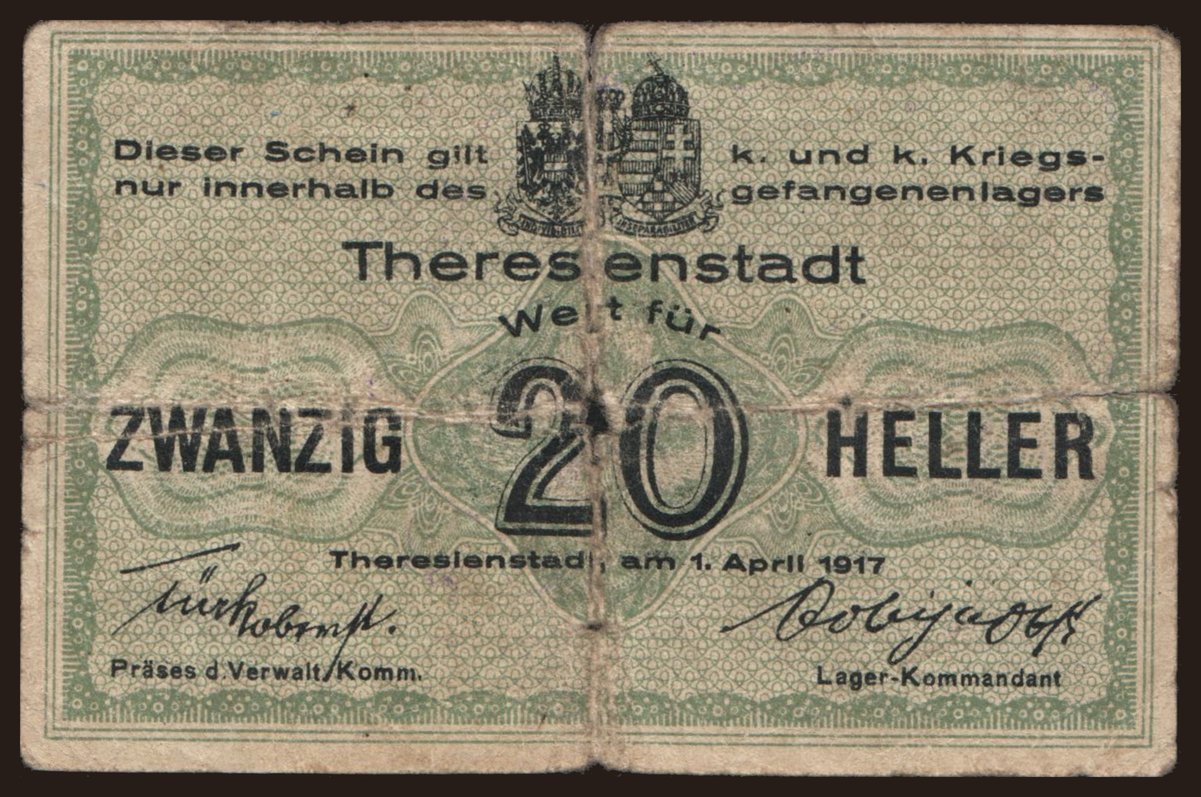 Dieser Schein gilt k. und k. Kriegs-
nur innerhalb des gefangenenlagers
Theresienstadt
Wert für
ZWANZIG 20 HELLER
Theresienstadt, am 1. April 1917
Präses d. Verwalt. Komm. Lager-Kommandant